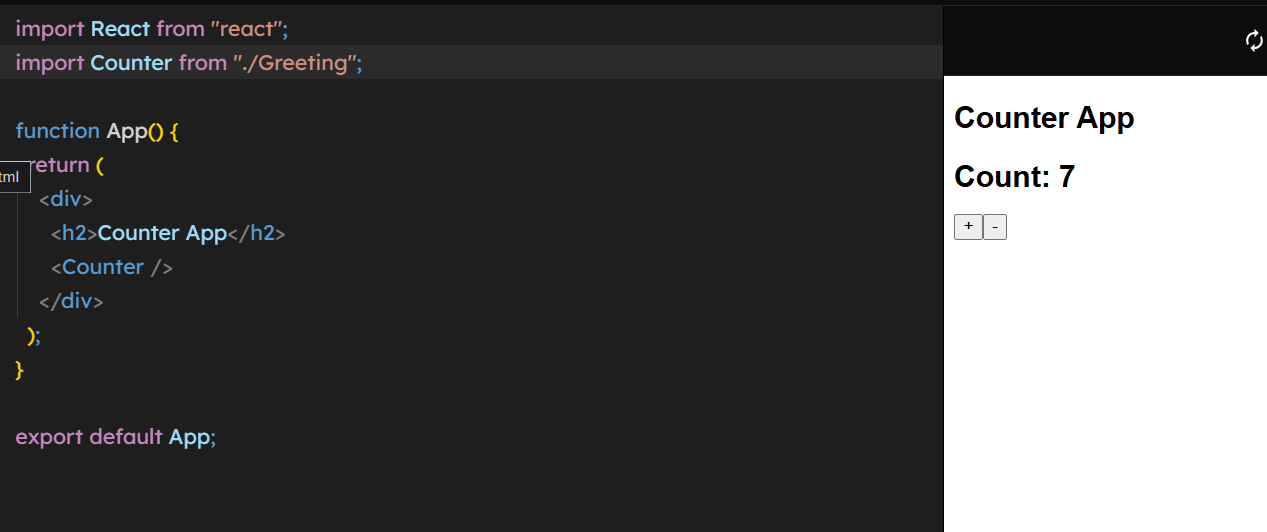 import React from "react";
import Counter from "./Greeting";
function App() {
return (
<div>
<h2>Counter App</h2>
<Counter />
</div>
);
}
export default App;
tml
Counter App
Count: 7
+ -